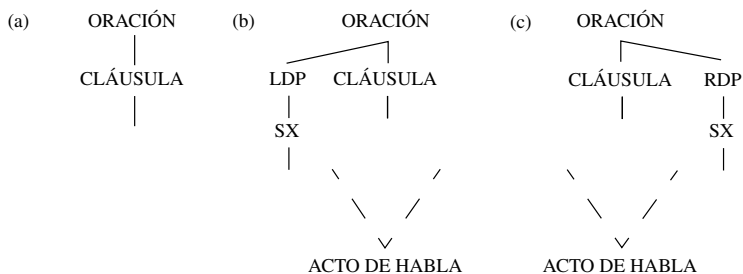 (a) ORACIÓN (b) ORACIÓN (c) ORACIÓN
CLÁUSULA LDP CLÁUSULA CLÁUSULA RDP
SX SX
ACTO DE HABLA ACTO DE HABLA